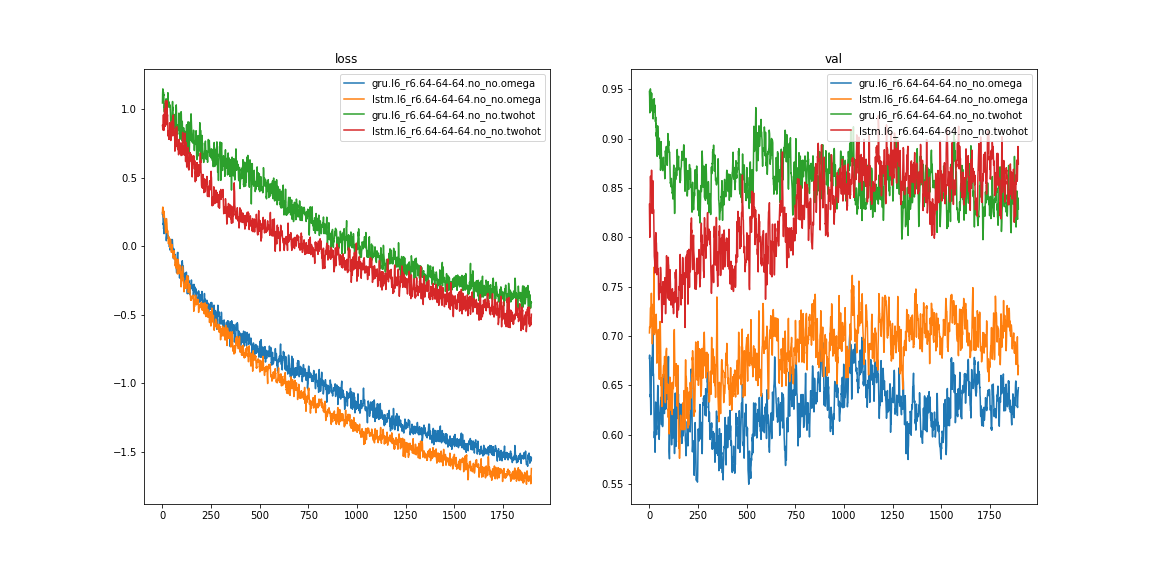 loss
gru.l6_r6.64-64-64.no_no.omega
lstm.l6_r6.64-64-64.no_no.omega
gru.l6_r6.64-64-64.no_no.twohot
lstm.l6_r6.64-64-64.no_no.twohot
1.0
0.5
0.0
−0.5
−1.0
−1.5
0 250 500 750 1000 1250 1500 1750
val
gru.l6_r6.64-64-64.no_no.omega
lstm.l6_r6.64-64-64.no_no.omega
gru.l6_r6.64-64-64.no_no.twohot
lstm.l6_r6.64-64-64.no_no.twohot
0.95
0.90
0.85
0.80
0.75
0.70
0.65
0.60
0.55
0 250 500 750 1000 1250 1500 1750